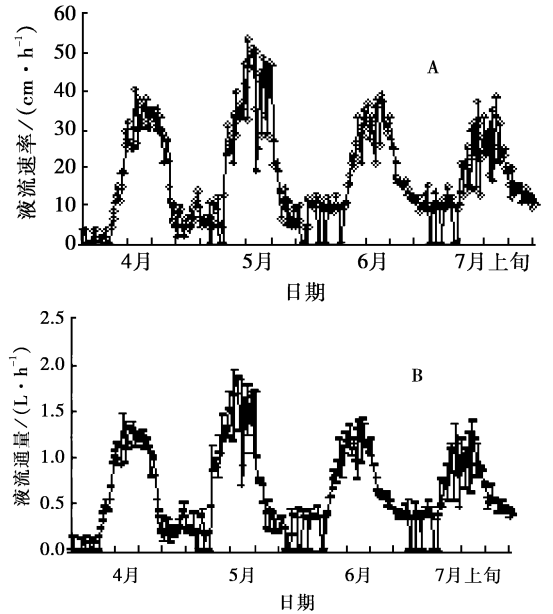 液流速率/(cm·h⁻¹)
60
50
40
30
20
10
0
A
4月 5月 6月 7月上旬
日期
液流通量/(L·h⁻¹)
2.5
2.0
1.5
1.0
0.5
0.0
B
4月 5月 6月 7月上旬
日期